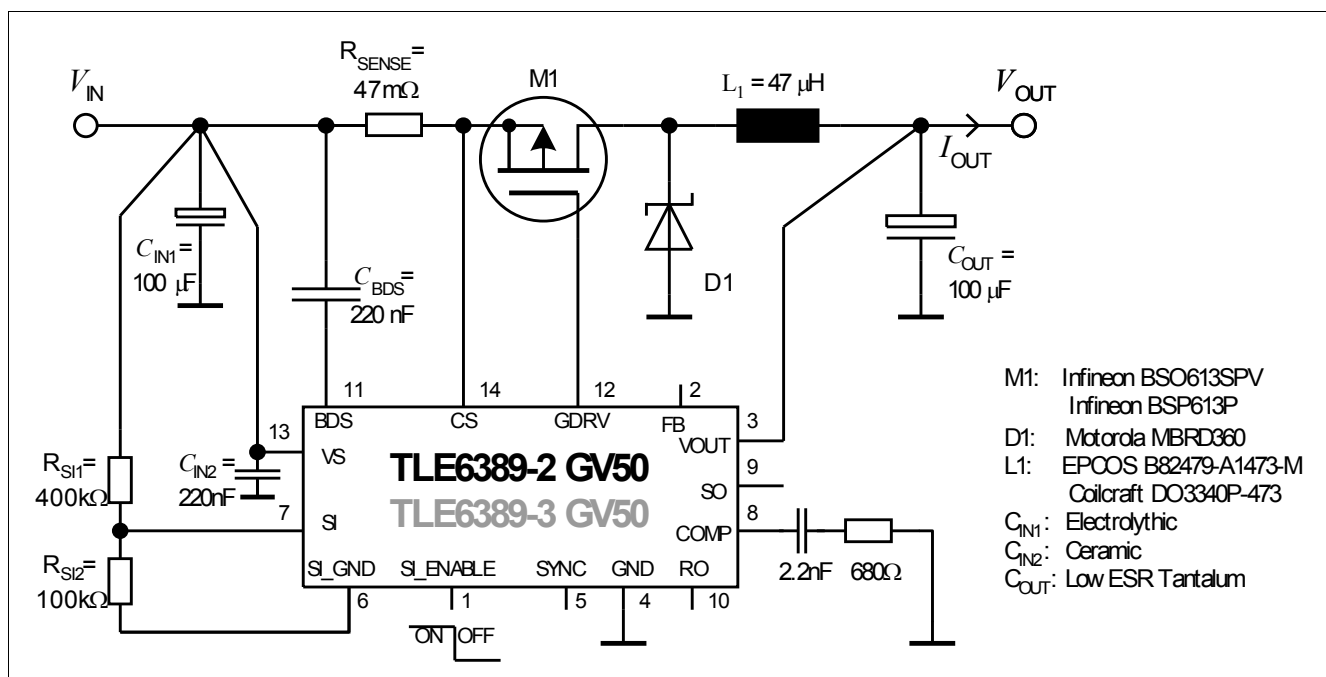 R_SENSE=
47mΩ
M1
L₁ = 47 µH
V_IN
V_OUT
I_OUT
C_IN1=
100 µF
C_BDS=
220 nF
D1
C_OUT=
100 µF
11
14
12
2
BDS
CS
GDRV
FB
13
VS
VOUT
3
R_SI1=
400kΩ
C_IN2=
220nF
TLE6389-2 GV50
TLE6389-3 GV50
SO
9
7
SI
COMP
8
R_SI2=
100kΩ
SI_GND
SI_ENABLE
SYNC
GND
RO
2.2nF
680Ω
6
1
5
4
10
ON
OFF
M1: Infineon BSO613SPV
Infineon BSP613P
D1: Motorola MBRD360
L1: EPCOS B82479-A1473-M
Coilcraft DO3340P-473
C_IN1: Electrolythic
C_IN2: Ceramic
C_OUT: Low ESR Tantalum